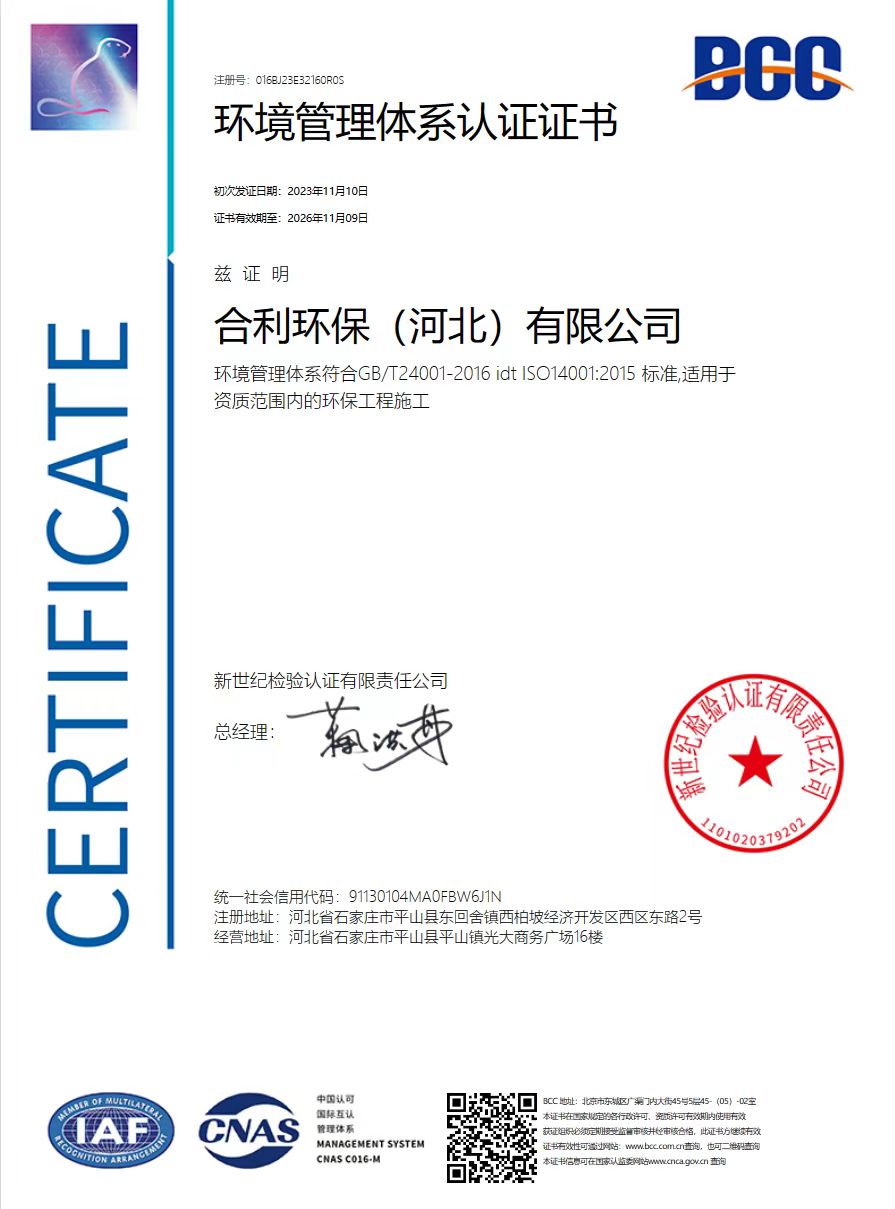 BCC
注册号：016BJ23E32160R0S
环境管理体系认证证书
初次发证日期：2023年11月10日
证书有效期至：2026年11月09日
兹 证 明
合利环保（河北）有限公司
环境管理体系符合GB/T24001-2016 idt ISO14001:2015 标准,适用于
资质范围内的环保工程施工
CERTIFICATE
新世纪检验认证有限责任公司
总经理：
新世纪检验认证有限责任公司
1101020379202
统一社会信用代码：91130104MA0FBW6J1N
注册地址：河北省石家庄市平山县东回舍镇西柏坡经济开发区西区东路2号
经营地址：河北省石家庄市平山县平山镇光大商务广场16楼
MEMBER OF MULTILATERAL
IAF
RECOGNITION ARRANGEMENT
CNAS
中国认可
国际互认
管理体系
MANAGEMENT SYSTEM
CNAS C016-M
BCC 地址：北京市东城区广渠门内大街45号5层45-（05）-02室
本证书在国家规定的各行政许可、资质许可有效期内使用有效
获证组织必须定期接受监督审核并经审核合格，此证书方继续有效
证书有效性可通过网站：www.bcc.com.cn查询，也可二维码查询
本证书信息可在国家认监委网站www.cnca.gov.cn 查询